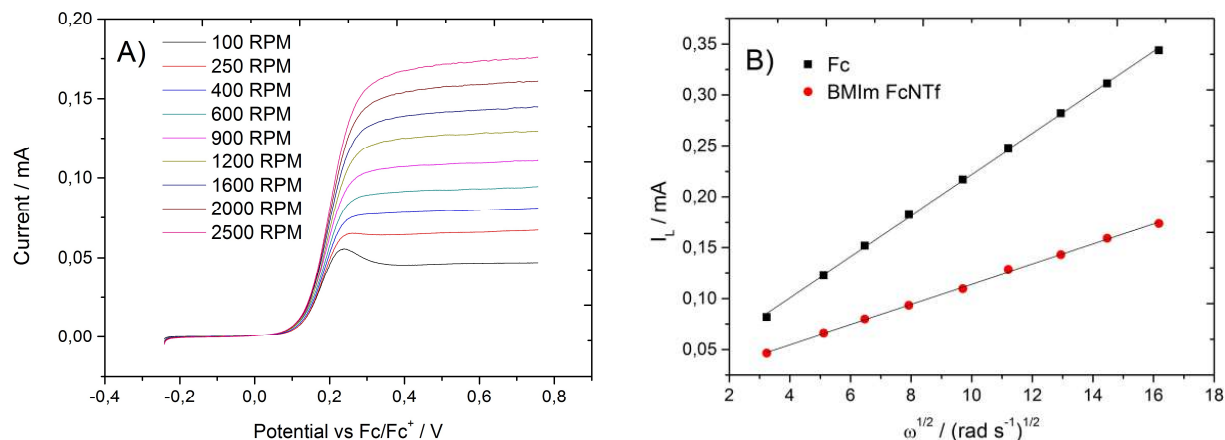 A)
100 RPM
250 RPM
400 RPM
600 RPM
900 RPM
1200 RPM
1600 RPM
2000 RPM
2500 RPM
Current / mA
0,20
0,15
0,10
0,05
0,00
-0,4 -0,2 0,0 0,2 0,4 0,6 0,8
Potential vs Fc/Fc⁺ / V
B)
Fc
BMIm FcNTf
I_L / mA
0,35
0,30
0,25
0,20
0,15
0,10
0,05
2 4 6 8 10 12 14 16 18
ω^1/2 / (rad s⁻¹)^1/2